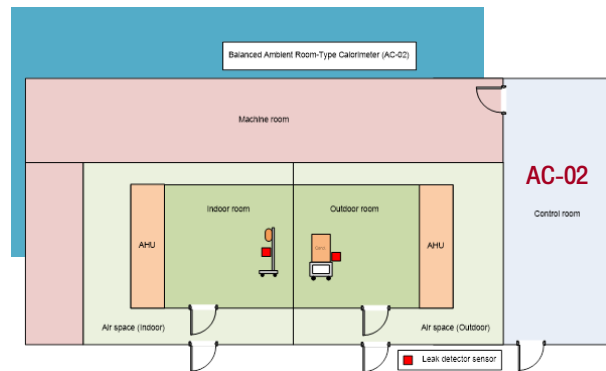 Balanced Ambient Room-Type Calorimeter (AC-02)
Machine room
AC-02
Control room
Indoor room
Outdoor room
AHU
AHU
Air space (Indoor)
Air space (Outdoor)
Leak detector sensor